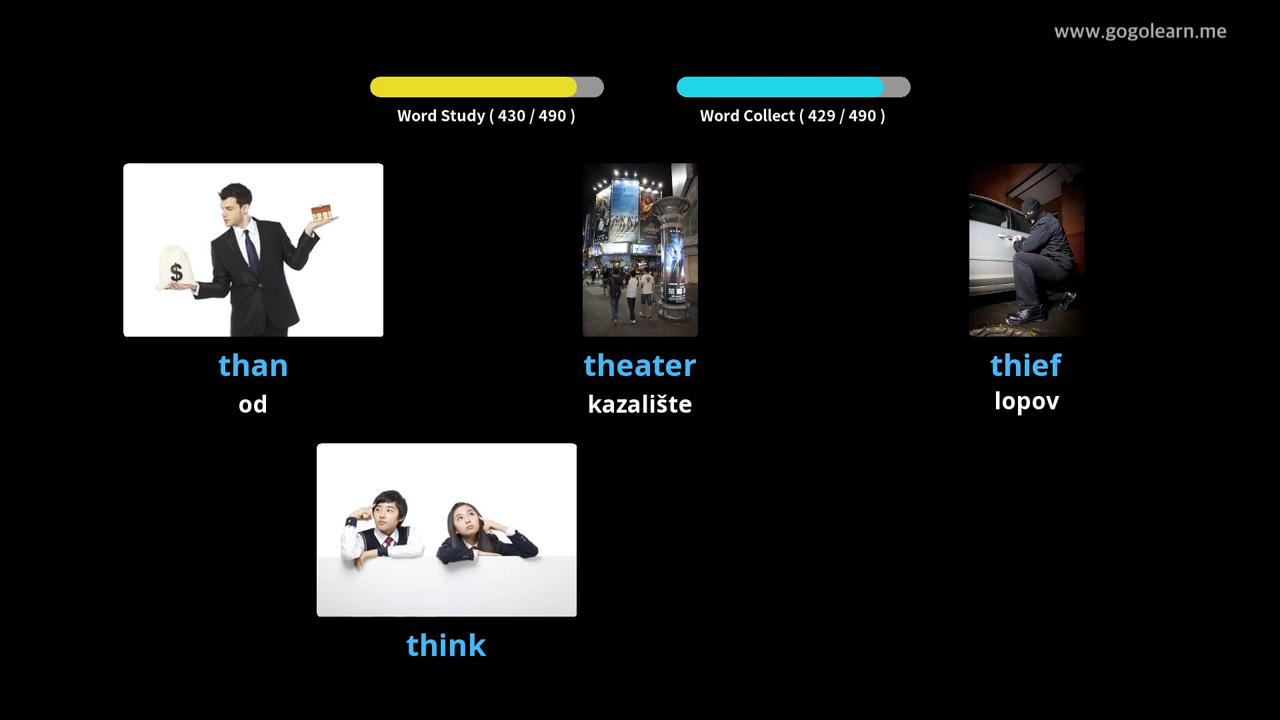 www.gogolearn.me
Word Study ( 430 / 490 )
Word Collect ( 429 / 490 )
than
theater
thief
od
kazalište
lopov
$
think